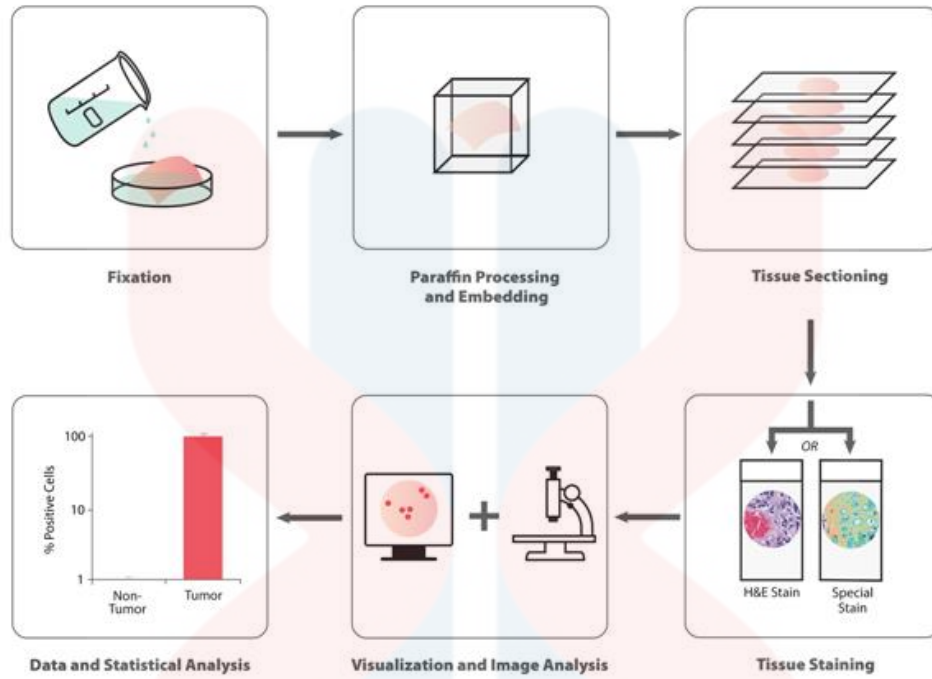 Fixation
Paraffin Processing
and Embedding
Tissue Sectioning
OR
H&E Stain
Special
Stain
Tissue Staining
Visualization and Image Analysis
% Positive Cells
100
10
1
Non-
Tumor
Tumor
Data and Statistical Analysis